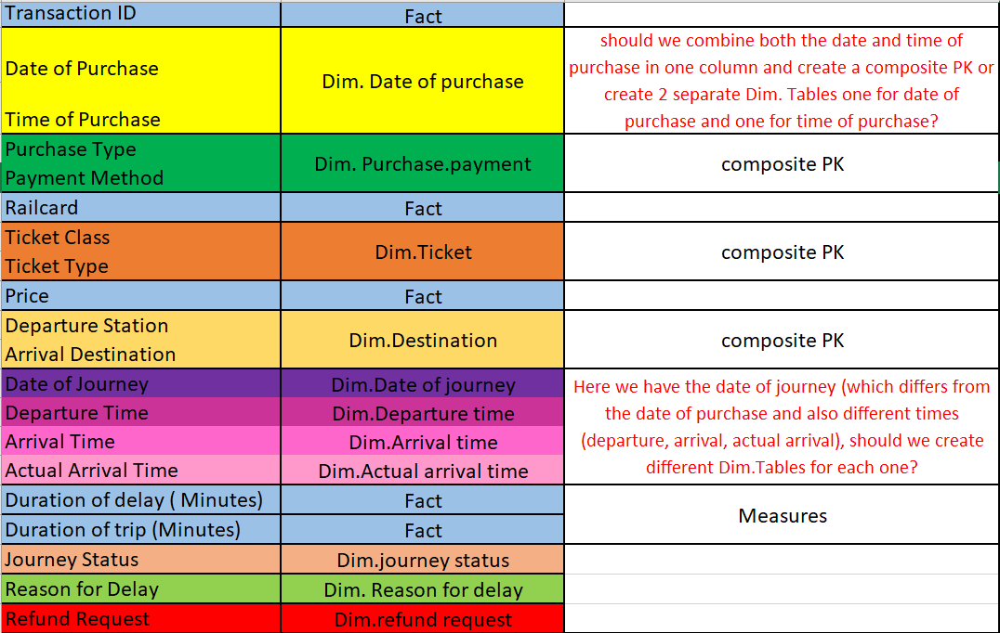 Transaction ID
Fact
Date of Purchase
Time of Purchase
Dim. Date of purchase
should we combine both the date and time of
purchase in one column and create a composite PK or
create 2 separate Dim. Tables one for date of
purchase and one for time of purchase?
Purchase Type
Payment Method
Dim. Purchase.payment
composite PK
Railcard
Fact
Ticket Class
Ticket Type
Dim.Ticket
composite PK
Price
Fact
Departure Station
Arrival Destination
Dim.Destination
composite PK
Date of Journey
Dim.Date of journey
Departure Time
Dim.Departure time
Arrival Time
Dim.Arrival time
Actual Arrival Time
Dim.Actual arrival time
Here we have the date of journey (which differs from
the date of purchase and also different times
(departure, arrival, actual arrival), should we create
different Dim.Tables for each one?
Duration of delay ( Minutes)
Fact
Duration of trip (Minutes)
Fact
Measures
Journey Status
Dim.journey status
Reason for Delay
Dim. Reason for delay
Refund Request
Dim.refund request